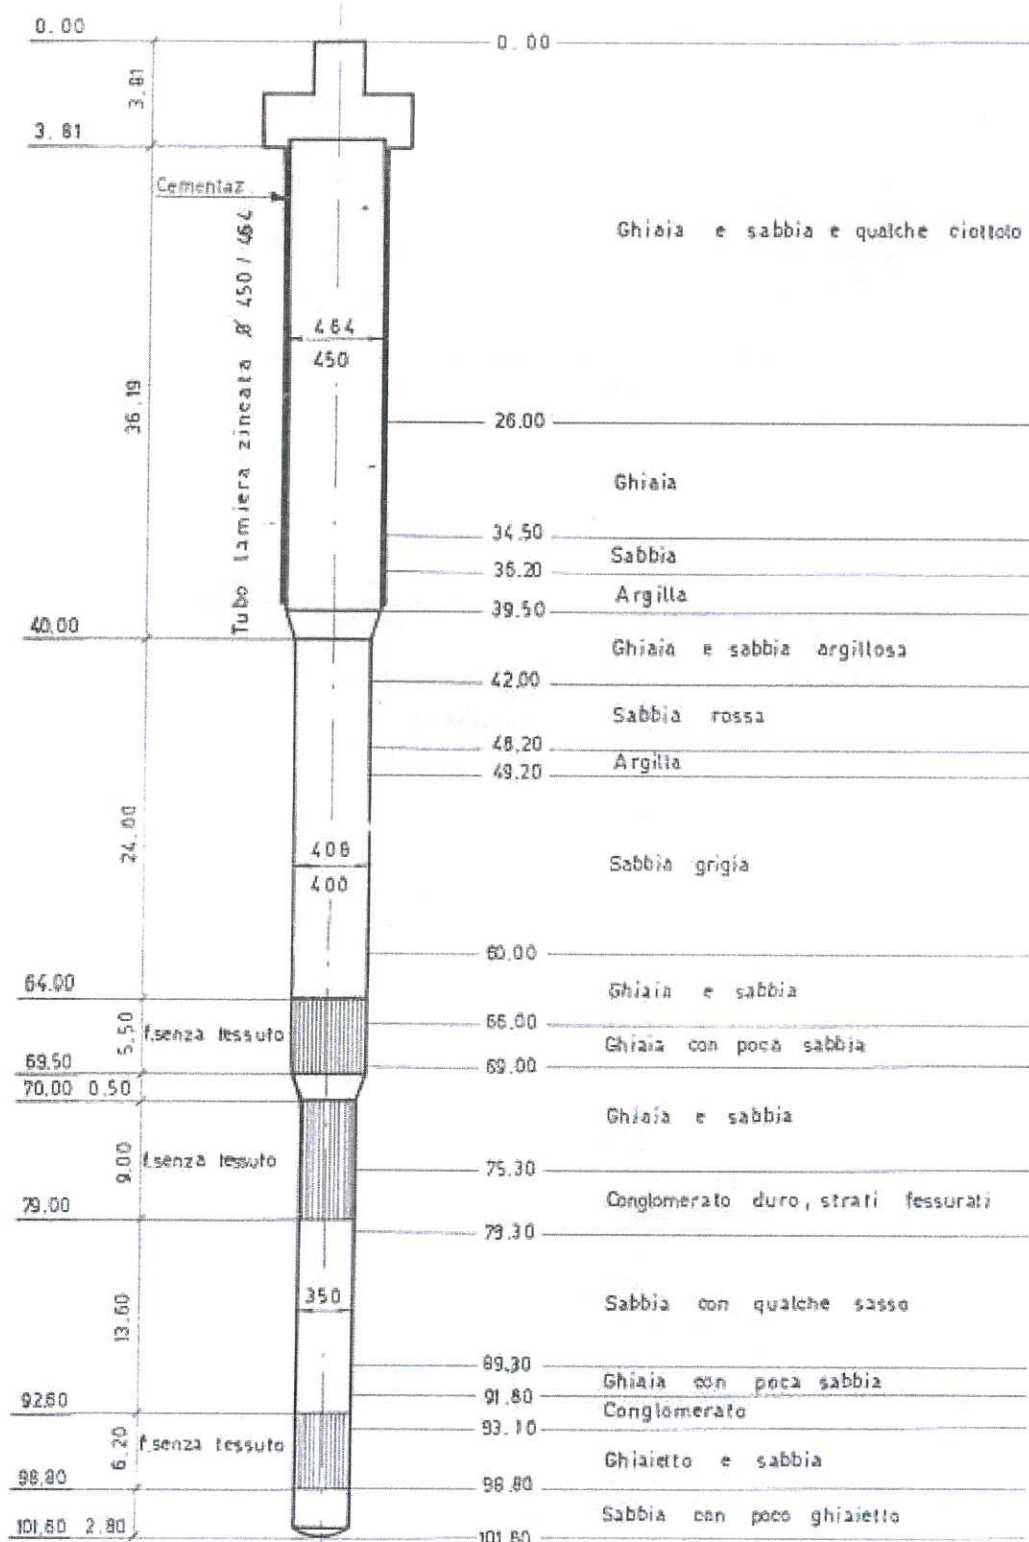 0.00
0.00
3.81
3.81
Cementaz
Tubo lamiera zincata Ø 450 / 464
Ghiaia e sabbia e qualche ciottolo
464
450
36.19
26.00
Ghiaia
34.50
Sabbia
36.20
Argilla
39.50
40.00
Ghiaia e sabbia argillosa
42.00
Sabbia rossa
48.20
Argilla
49.20
24.00
408
400
Sabbia grigia
60.00
64.00
Ghiaia e sabbia
5.50
f.senza tessuto
66.00
Ghiaia con poca sabbia
69.50
69.00
70,00 0.50
Ghiaia e sabbia
9.00
f.senza tessuto
75.30
79.00
Conglomerato duro, strati fessurati
79.30
13.60
350
Sabbia con qualche sasso
89.30
Ghiaia con poca sabbia
91,80
92.60
Conglomerato
93.10
6.20
f.senza tessuto
Ghiaietto e sabbia
98.80
98.80
Sabbia con poco ghiaietto
101,60 2.80
101.60